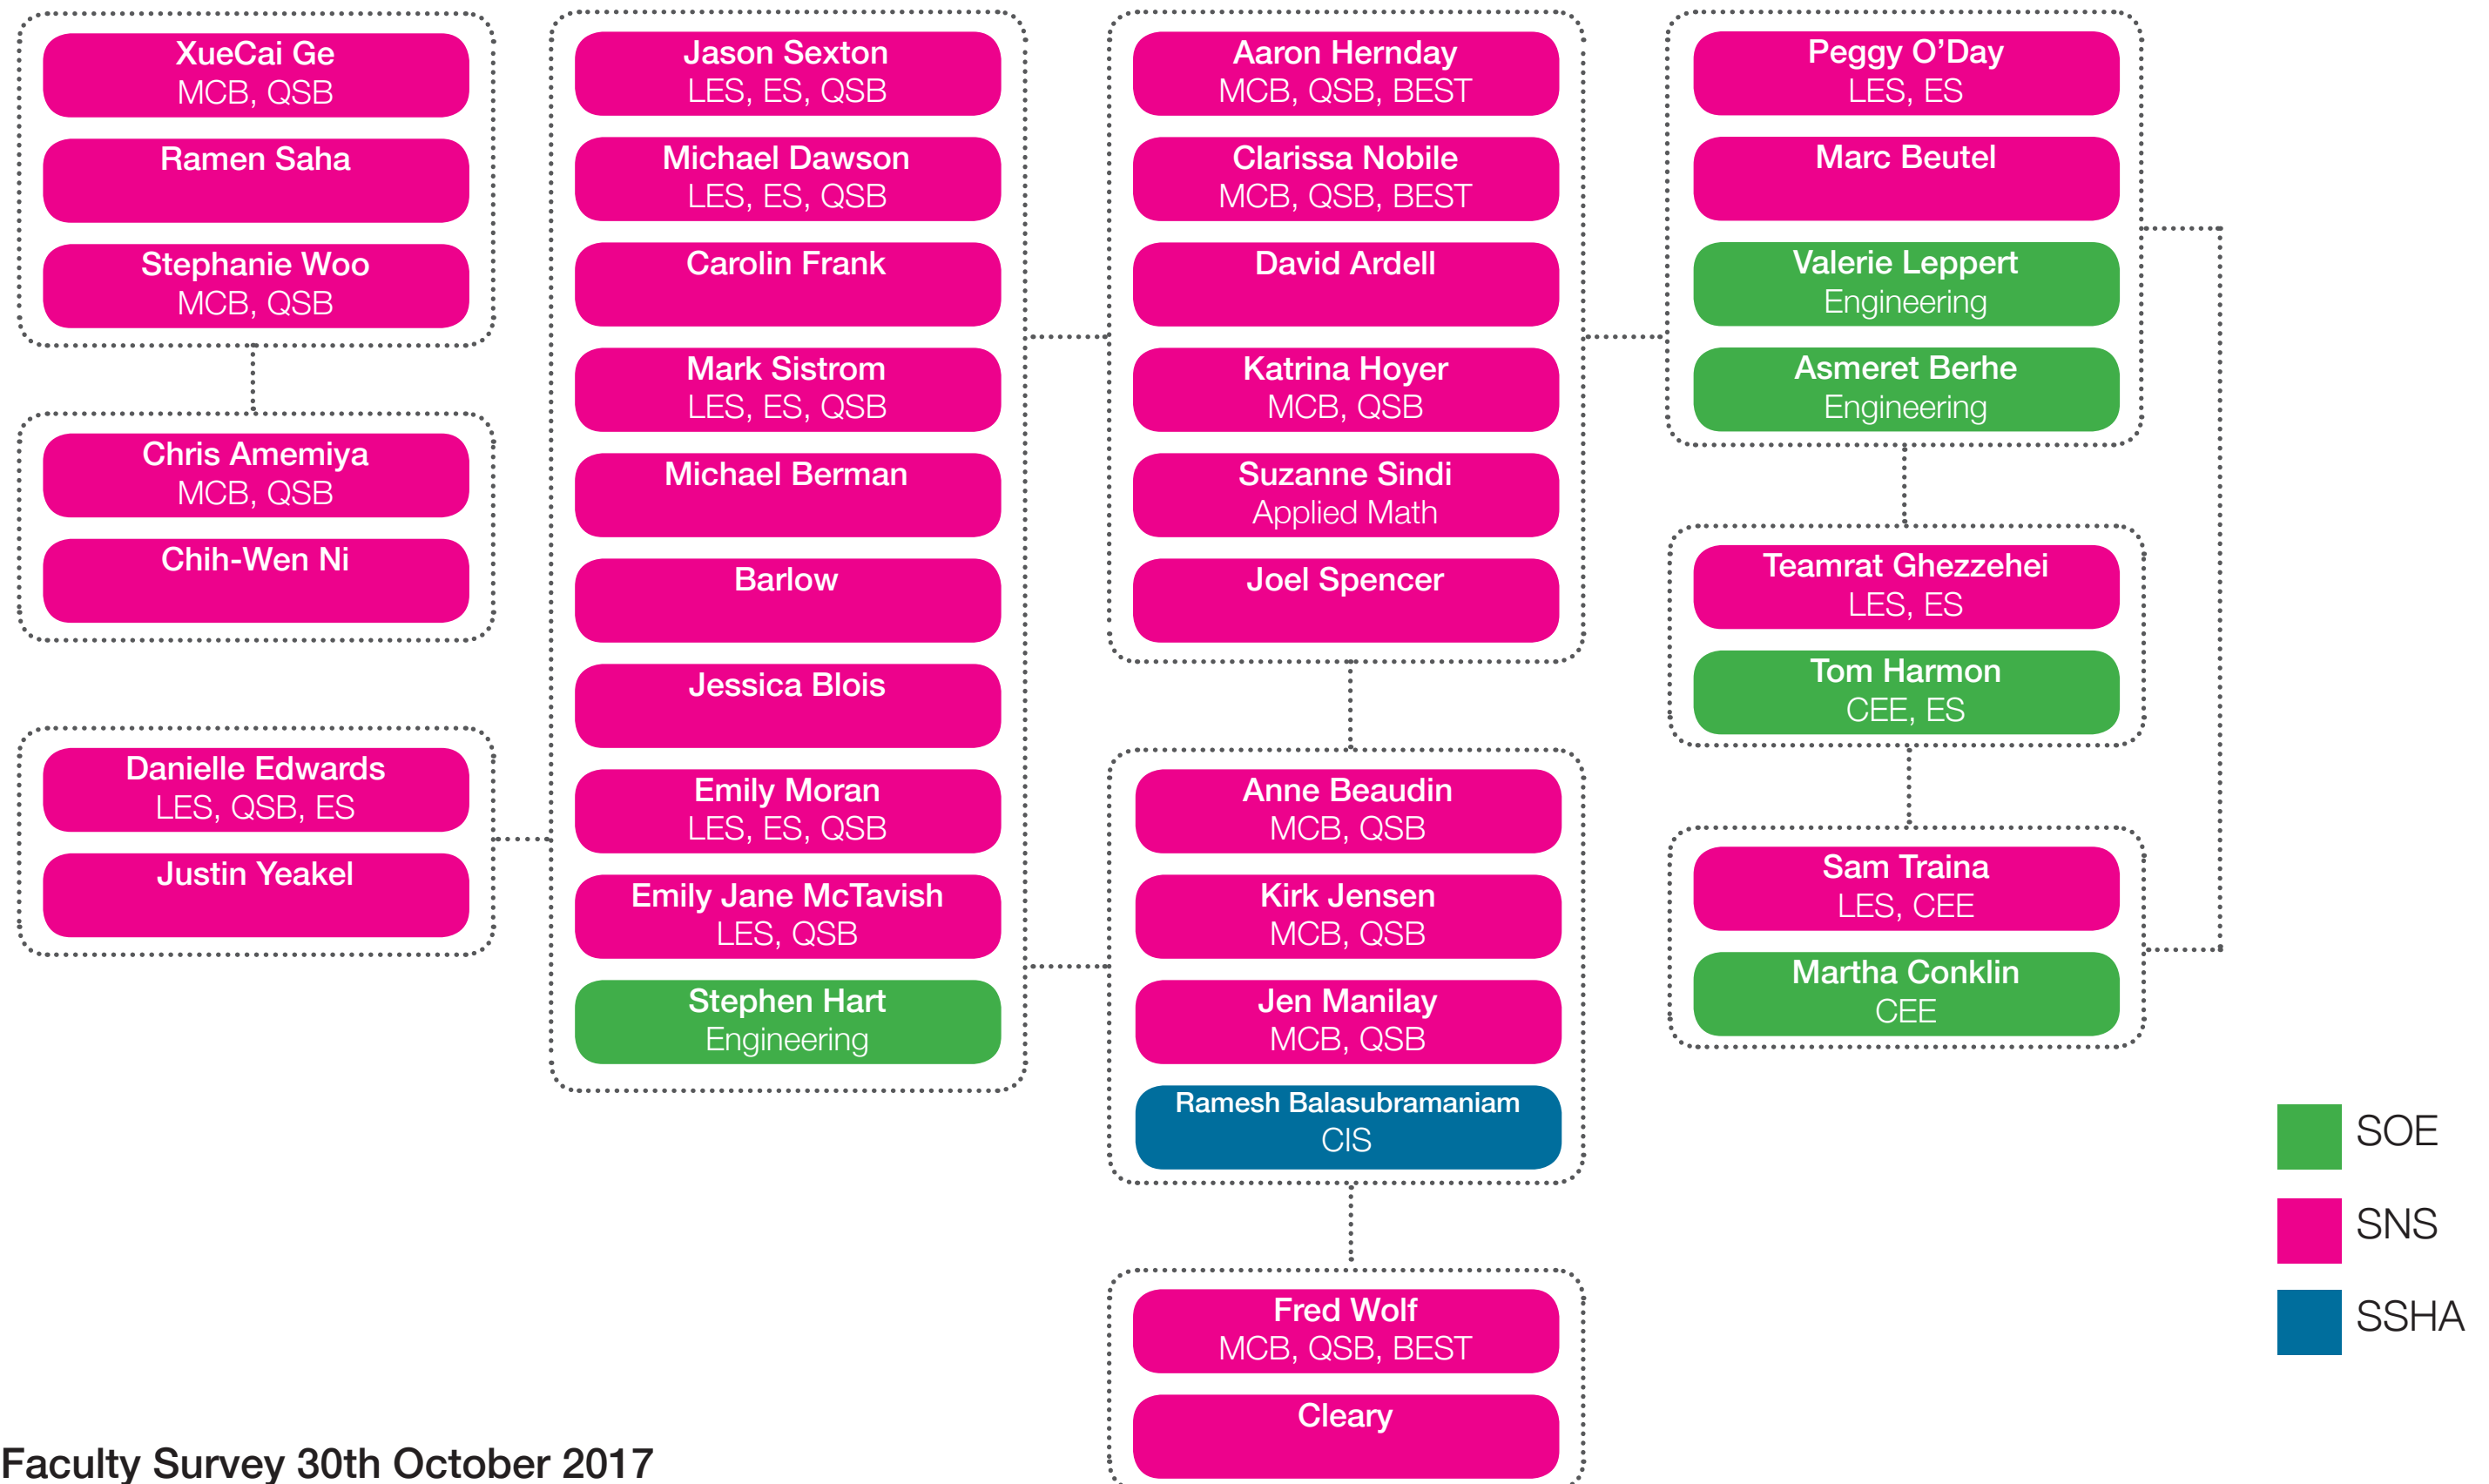 XueCai Ge
MCB, QSB
Ramen Saha
Stephanie Woo
MCB, QSB
Chris Amemiya
MCB, QSB
Chih-Wen Ni
Danielle Edwards
LES, QSB, ES
Justin Yeakel
Jason Sexton
LES, ES, QSB
Michael Dawson
LES, ES, QSB
Carolin Frank
Mark Sistrom
LES, ES, QSB
Michael Berman
Barlow
Jessica Blois
Emily Moran
LES, ES, QSB
Emily Jane McTavish
LES, QSB
Stephen Hart
Engineering
Aaron Hernday
MCB, QSB, BEST
Clarissa Nobile
MCB, QSB, BEST
David Ardell
Katrina Hoyer
MCB, QSB
Suzanne Sindi
Applied Math
Joel Spencer
Anne Beaudin
MCB, QSB
Kirk Jensen
MCB, QSB
Jen Manilay
MCB, QSB
Ramesh Balasubramaniam
CIS
Fred Wolf
MCB, QSB, BEST
Cleary
Peggy O’Day
LES, ES
Marc Beutel
Valerie Leppert
Engineering
Asmeret Berhe
Engineering
Teamrat Ghezzehei
LES, ES
Tom Harmon
CEE, ES
Sam Traina
LES, CEE
Martha Conklin
CEE
SOE
SNS
SSHA
Faculty Survey 30th October 2017